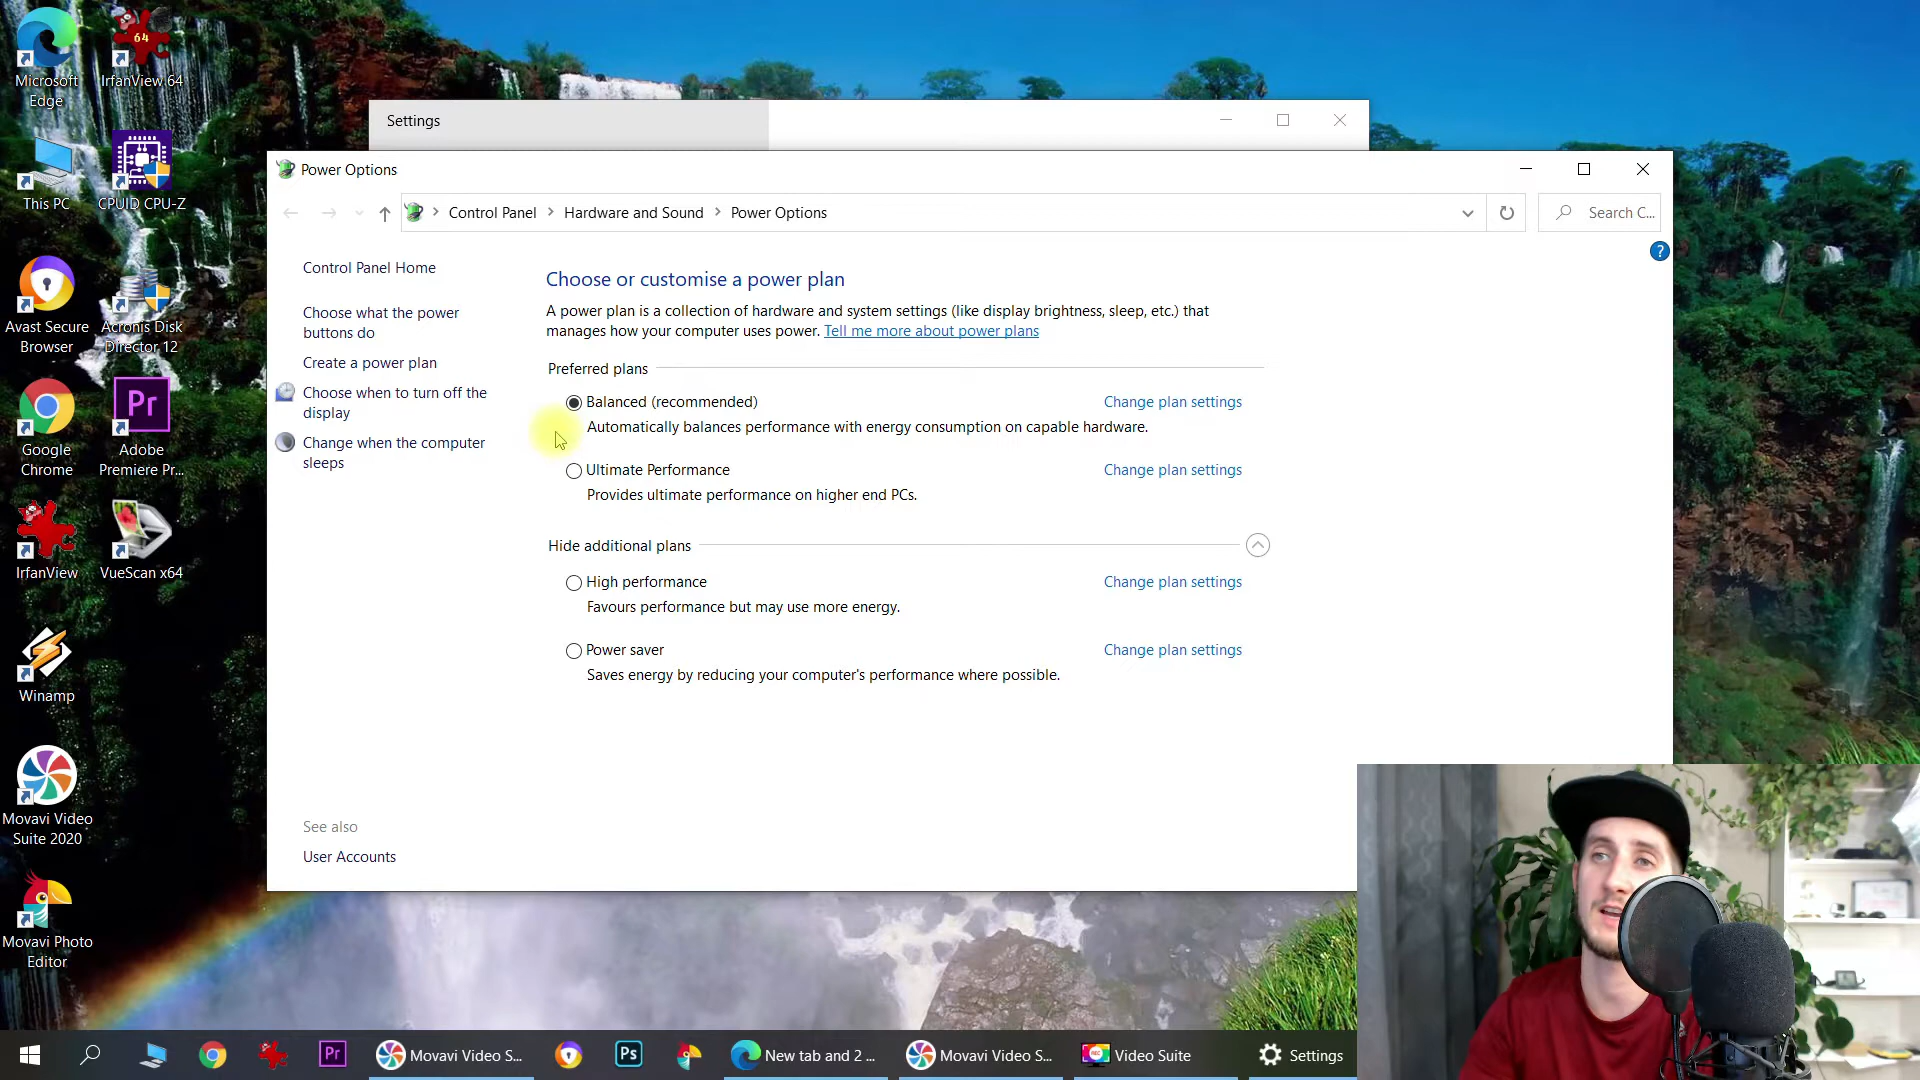 Microsoft
Edge
IrfanView 64
64
This PC
CPUID CPU-Z
Avast Secure
Browser
Acronis Disk
Director 12
Google
Chrome
Pr
Adobe
Premiere Pr...
IrfanView
VueScan x64
Winamp
Movavi Video
Suite 2020
Movavi Photo
Editor
Settings
Power Options
Control Panel > Hardware and Sound > Power Options
Search C...
?
Control Panel Home
Choose what the power
buttons do
Create a power plan
Choose when to turn off the
display
Change when the computer
sleeps
See also
User Accounts
Choose or customise a power plan
A power plan is a collection of hardware and system settings (like display brightness, sleep, etc.) that
manages how your computer uses power. Tell me more about power plans
Preferred plans
Balanced (recommended) Change plan settings
Automatically balances performance with energy consumption on capable hardware.
Ultimate Performance Change plan settings
Provides ultimate performance on higher end PCs.
Hide additional plans
High performance Change plan settings
Favours performance but may use more energy.
Power saver Change plan settings
Saves energy by reducing your computer's performance where possible.
Pr
Movavi Video S...
Ps
New tab and 2 ...
Movavi Video S...
REC
Video Suite
Settings